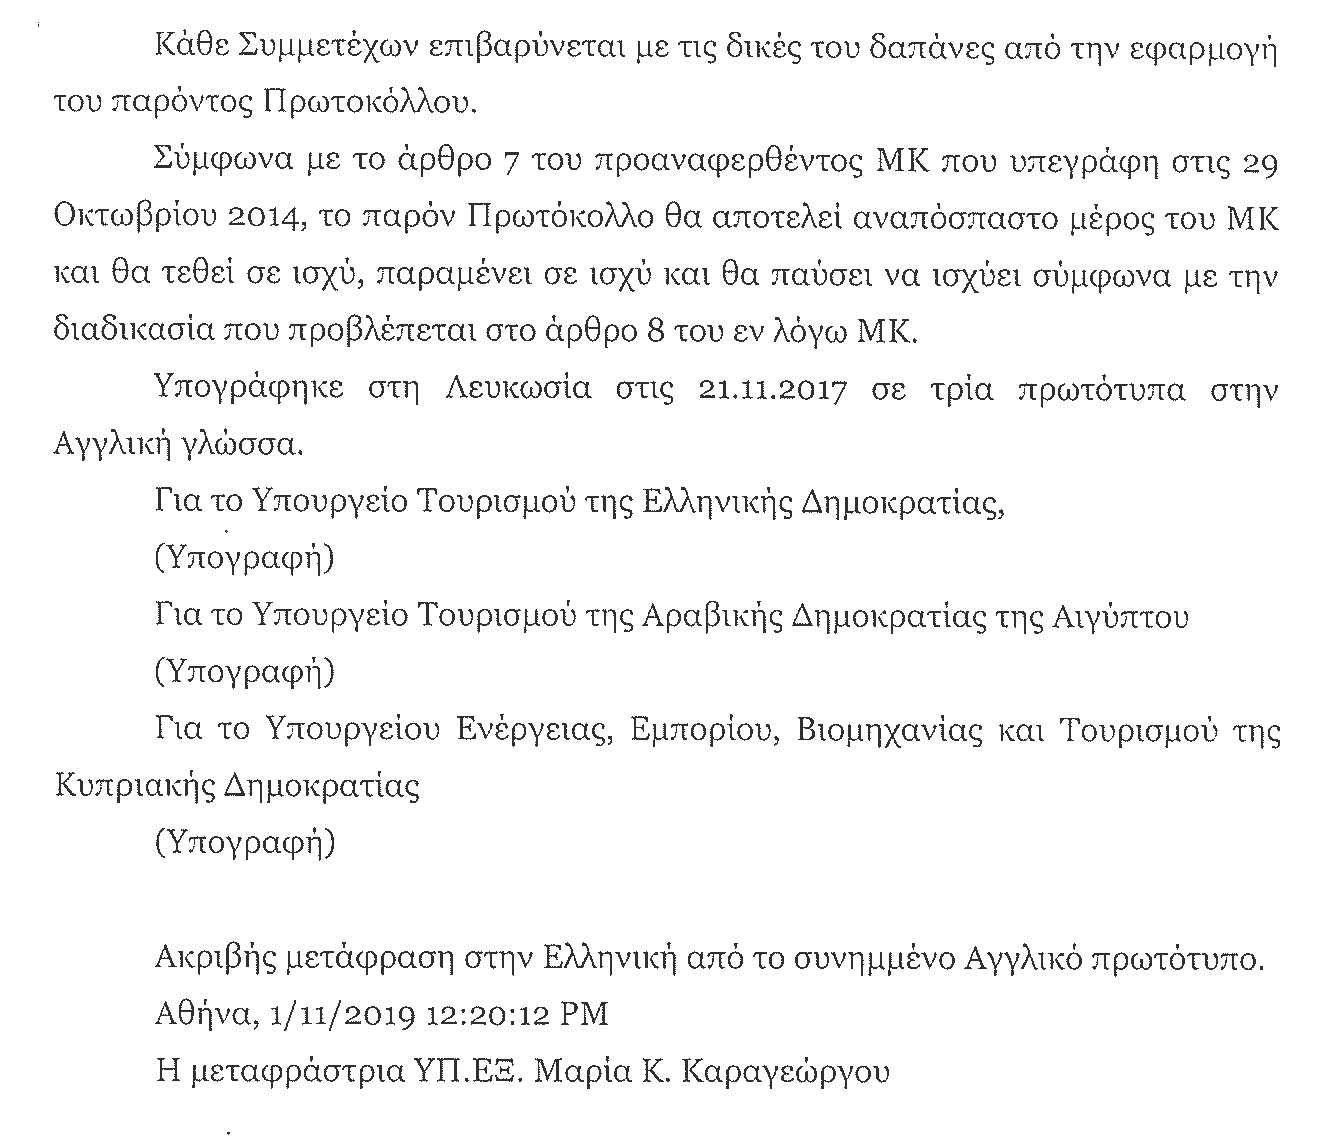 Κάθε Συμμετέχων επιβαρύνεται με τις δικές του δαπάνες από την εφαρμογή
του παρόντος Πρωτοκόλλου.
Σύμφωνα με το άρθρο 7 του προαναφερθέντος ΜΚ που υπεγράφη στις 29
Οκτωβρίου 2014, το παρόν Πρωτόκολλο θα αποτελεί αναπόσπαστο μέρος του ΜΚ
και θα τεθεί σε ισχύ, παραμένει σε ισχύ και θα παύσει να ισχύει σύμφωνα με την
διαδικασία που προβλέπεται στο άρθρο 8 του εν λόγω ΜΚ.
Υπογράφηκε στη Λευκωσία στις 21.11.2017 σε τρία πρωτότυπα στην
Αγγλική γλώσσα.
Για το Υπουργείο Τουρισμού της Ελληνικής Δημοκρατίας,
(Υπογραφή)
Για το Υπουργείο Τουρισμού της Αραβικής Δημοκρατίας της Αιγύπτου
(Υπογραφή)
Για το Υπουργείου Ενέργειας, Εμπορίου, Βιομηχανίας και Τουρισμού της
Κυπριακής Δημοκρατίας
(Υπογραφή)
Ακριβής μετάφραση στην Ελληνική από το συνημμένο Αγγλικό πρωτότυπο.
Αθήνα, 1/11/2019 12:20:12 PM
Η μεταφράστρια ΥΠ.ΕΞ. Μαρία Κ. Καραγεώργου